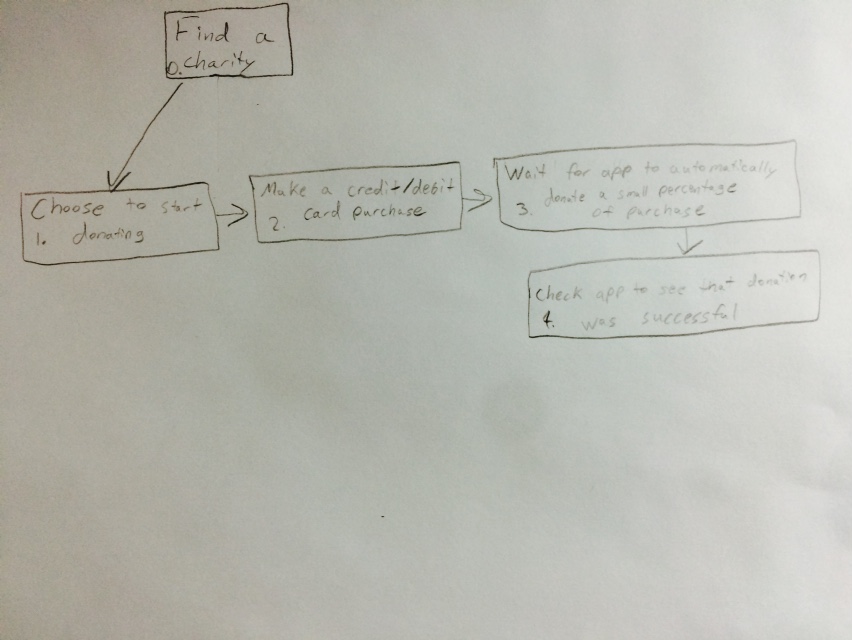 Find a
0. charity
Choose to start
1. donating
Make a credit/debit
2. card purchase
Wait for app to automatically
3. donate a small percentage
of purchase
Check app to see that donation
4. was successful